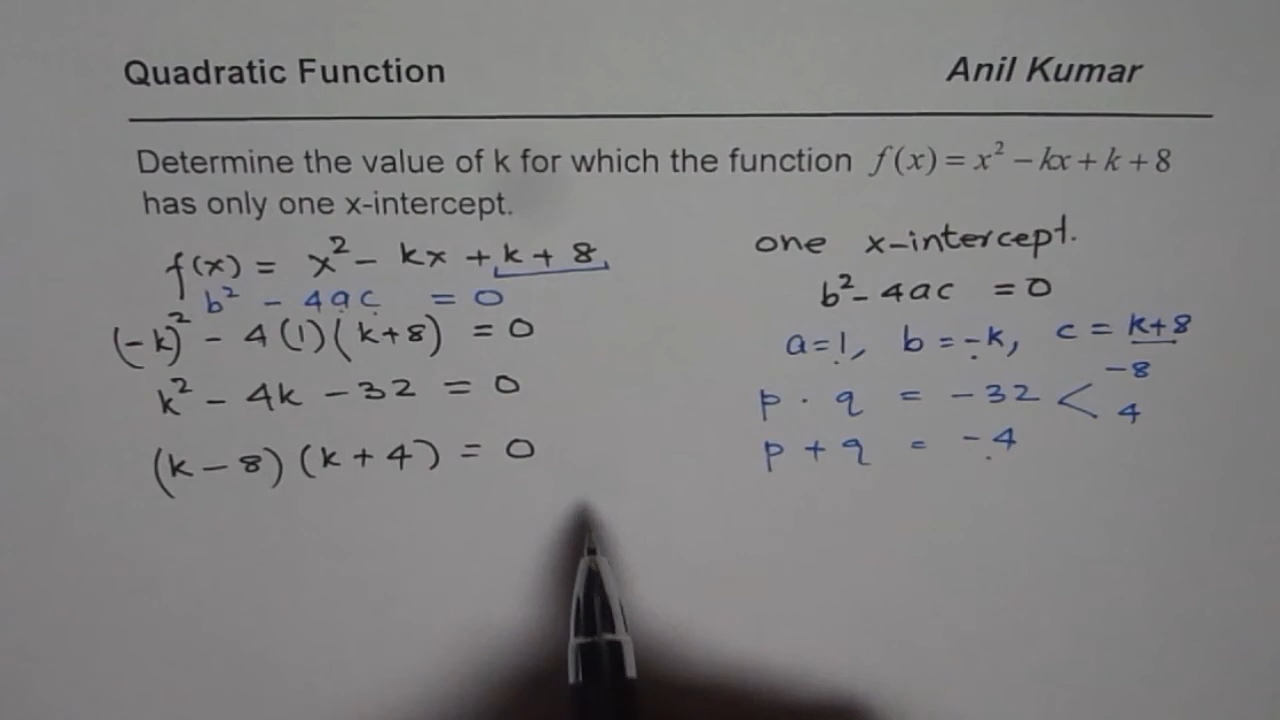 Quadratic Function
Anil Kumar
Determine the value of k for which the function f(x) = x² − kx + k + 8
has only one x-intercept.
f(x) = x² − kx + k + 8
b² − 4ac = 0
(−k)² − 4(1)(k+8) = 0
k² − 4k − 32 = 0
(k − 8)(k + 4) = 0
one x-intercept.
b² − 4ac = 0
a=1, b = −k, c = k+8
p · q = −32 < −8
4
p + q = −4